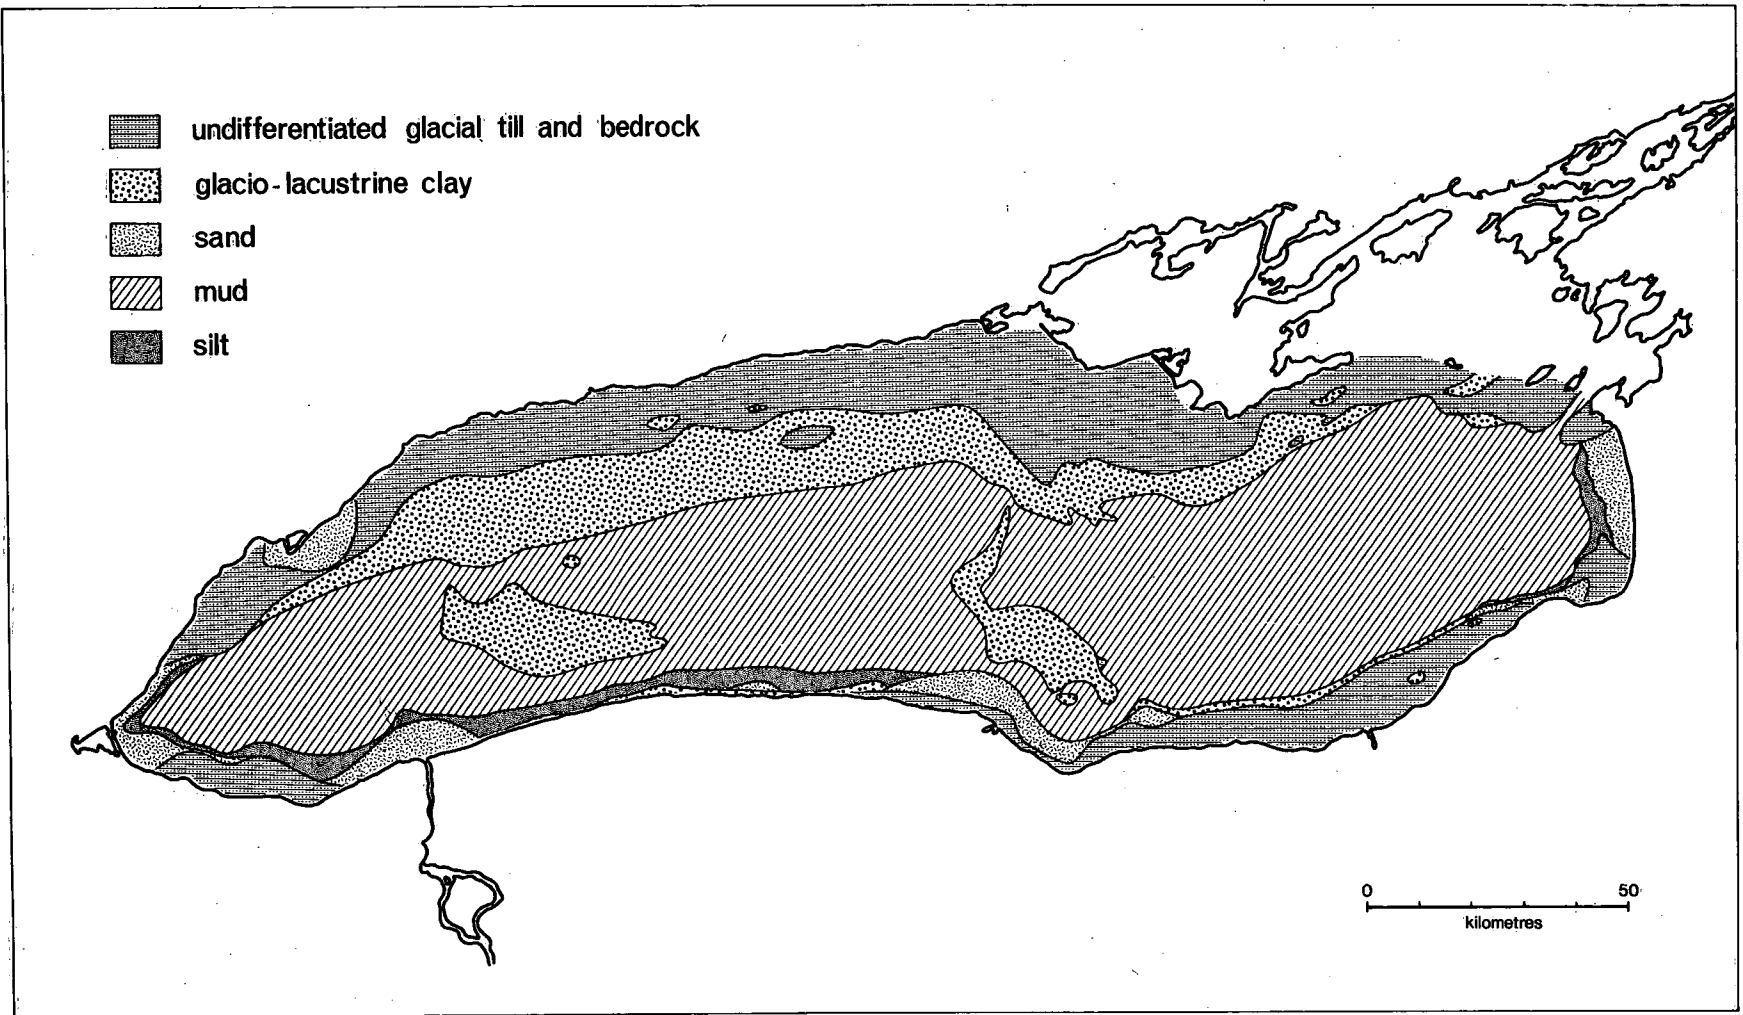 undifferentiated glacial till and bedrock
glacio-lacustrine clay
sand
mud
silt
0 50
kilometres